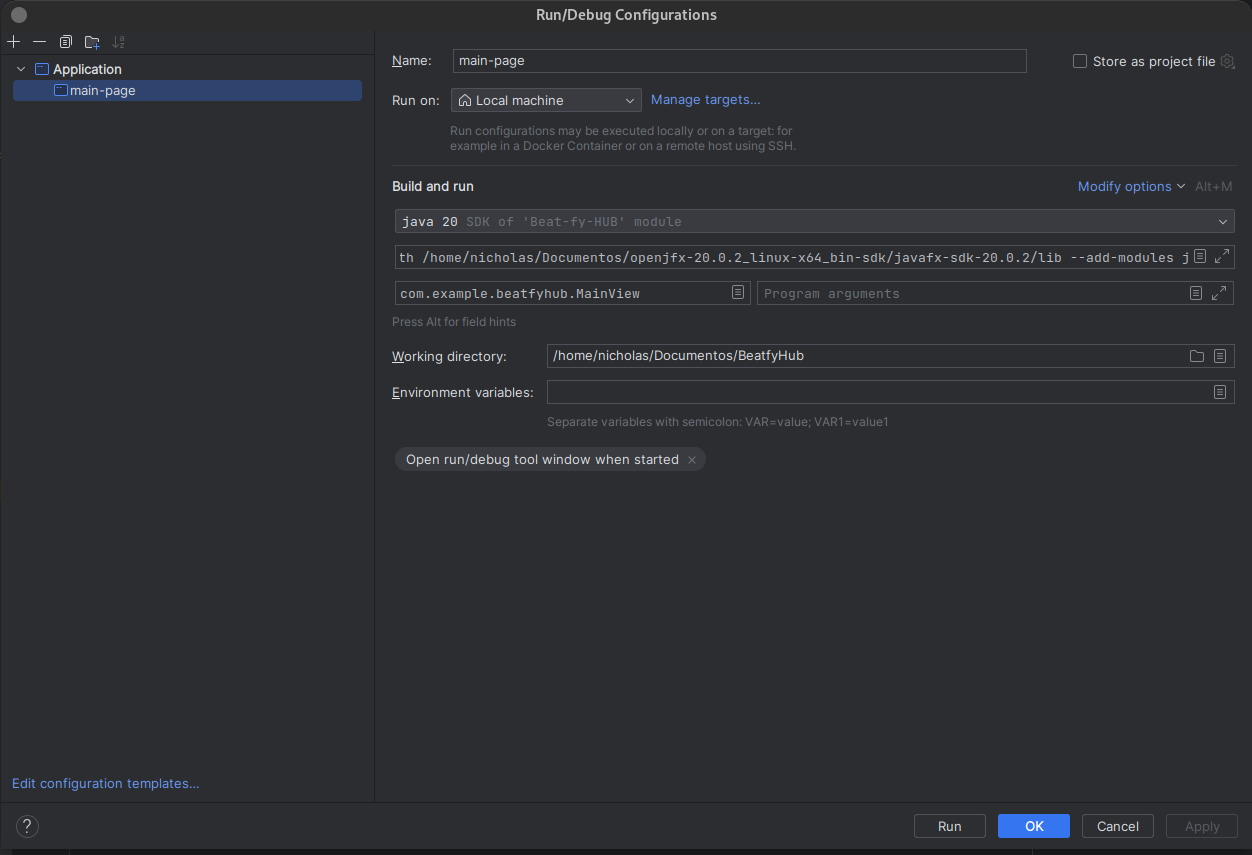 Run/Debug Configurations
Application
main-page
Name: main-page Store as project file
Run on: Local machine Manage targets...
Run configurations may be executed locally or on a target: for
example in a Docker Container or on a remote host using SSH.
Build and run Modify options Alt+M
java 20 SDK of 'Beat-fy-HUB' module
th /home/nicholas/Documentos/openjfx-20.0.2_linux-x64_bin-sdk/javafx-sdk-20.0.2/lib --add-modules j
com.example.beatfyhub.MainView Program arguments
Press Alt for field hints
Working directory: /home/nicholas/Documentos/BeatfyHub
Environment variables:
Separate variables with semicolon: VAR=value; VAR1=value1
Open run/debug tool window when started ×
Edit configuration templates...
? Run OK Cancel Apply